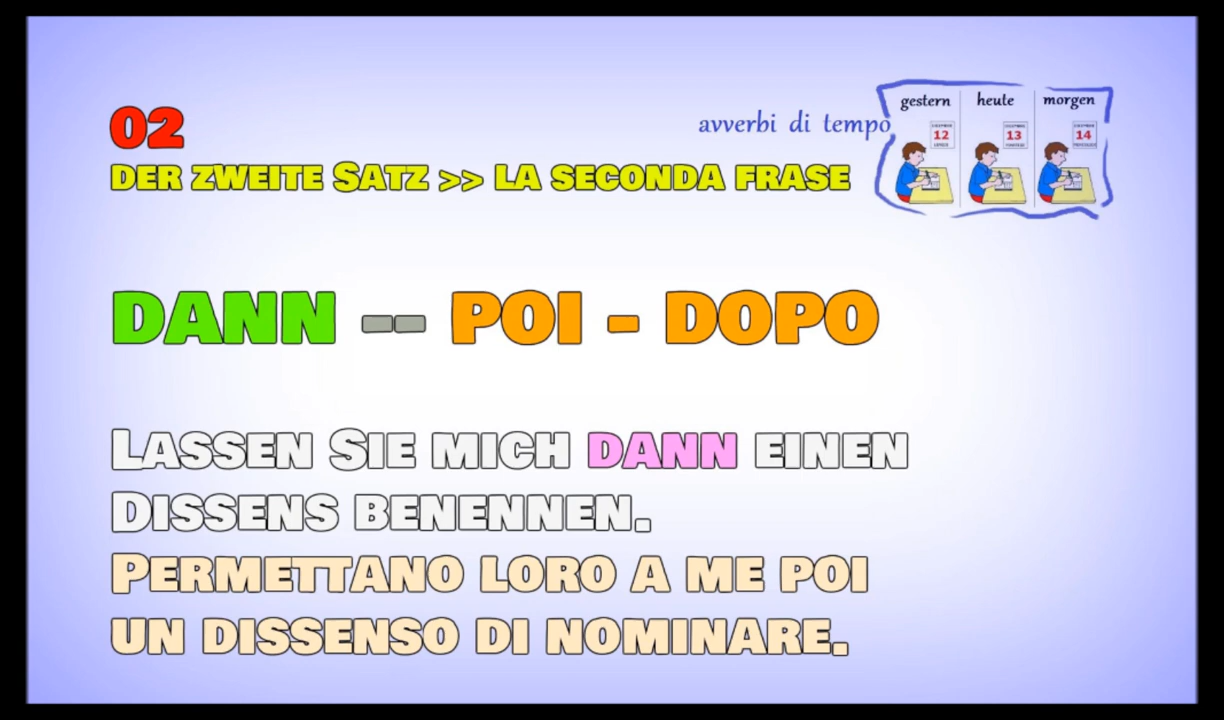 02
avverbi di tempo
gestern heute morgen
12 13 14
DER ZWEITE SATZ >> LA SECONDA FRASE
DANN -- POI - DOPO
LASSEN SIE MICH DANN EINEN
DISSENS BENENNEN.
PERMETTANO LORO A ME POI
UN DISSENSO DI NOMINARE.